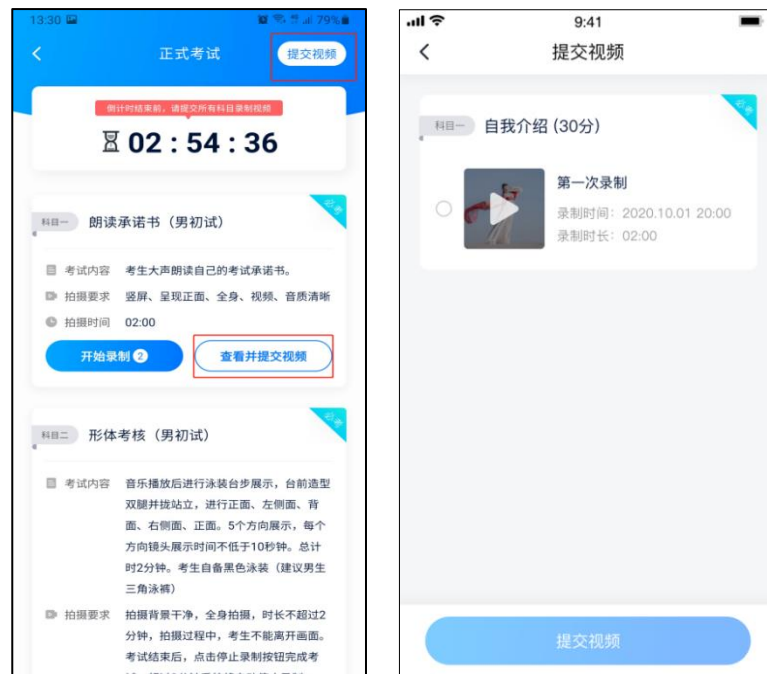 13:30 79%
正式考试
提交视频
倒计时结束前，请提交所有科目录制视频
02 : 54 : 36
必考
科目一 朗读承诺书（男初试）
考试内容 考生大声朗读自己的考试承诺书。
拍摄要求 竖屏、呈现正面、全身、视频、音质清晰
拍摄时间 02:00
开始录制 2
查看并提交视频
必考
科目二 形体考核（男初试）
考试内容 音乐播放后进行泳装台步展示，台前造型
双腿并拢站立，进行正面、左侧面、背
面、右侧面、正面。5个方向展示，每个
方向镜头展示时间不低于10秒钟。总计
时2分钟。考生自备黑色泳装（建议男生
三角泳裤）
拍摄要求 拍摄背景干净，全身拍摄，时长不超过2
分钟，拍摄过程中，考生不能离开画面。
考试结束后，点击停止录制按钮完成考
9:41
提交视频
必考
科目一 自我介绍 (30分)
第一次录制
录制时间：2020.10.01 20:00
录制时长：02:00
提交视频